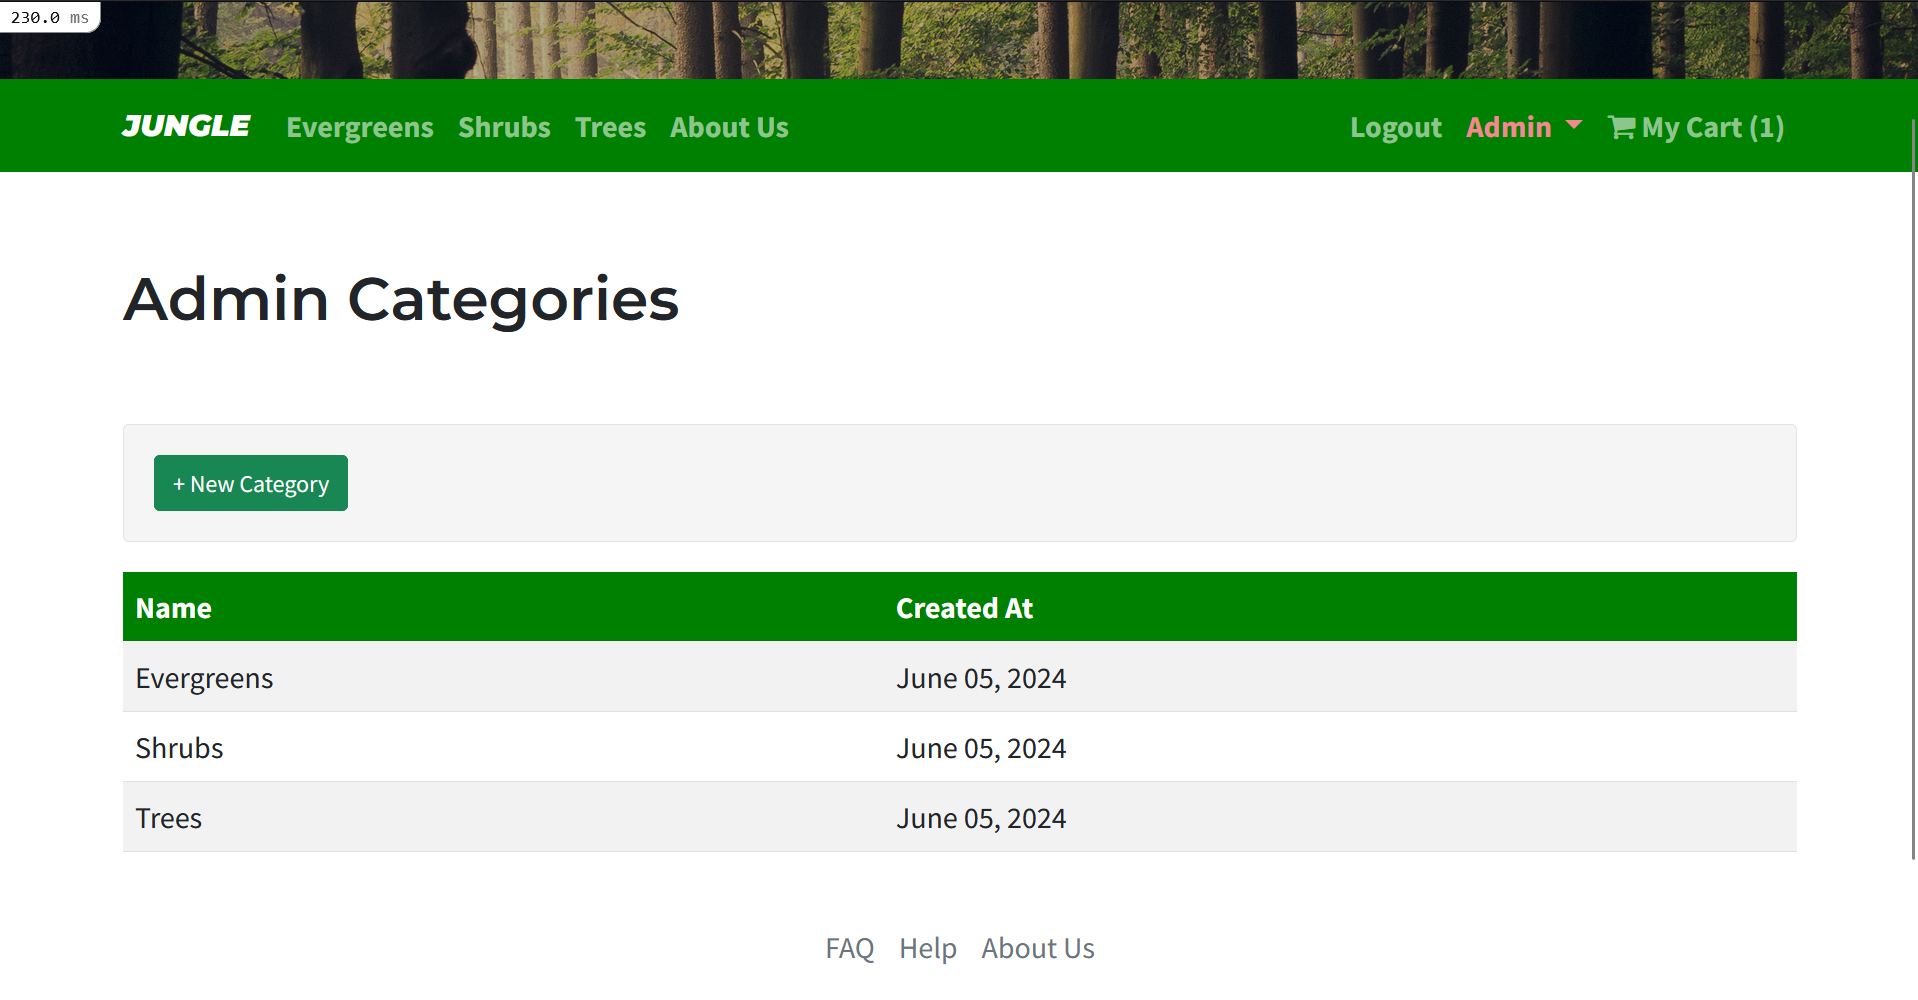 230.0 ms
JUNGLE Evergreens Shrubs Trees About Us Logout Admin My Cart (1)
Admin Categories
+ New Category
Name Created At
Evergreens June 05, 2024
Shrubs June 05, 2024
Trees June 05, 2024
FAQ Help About Us